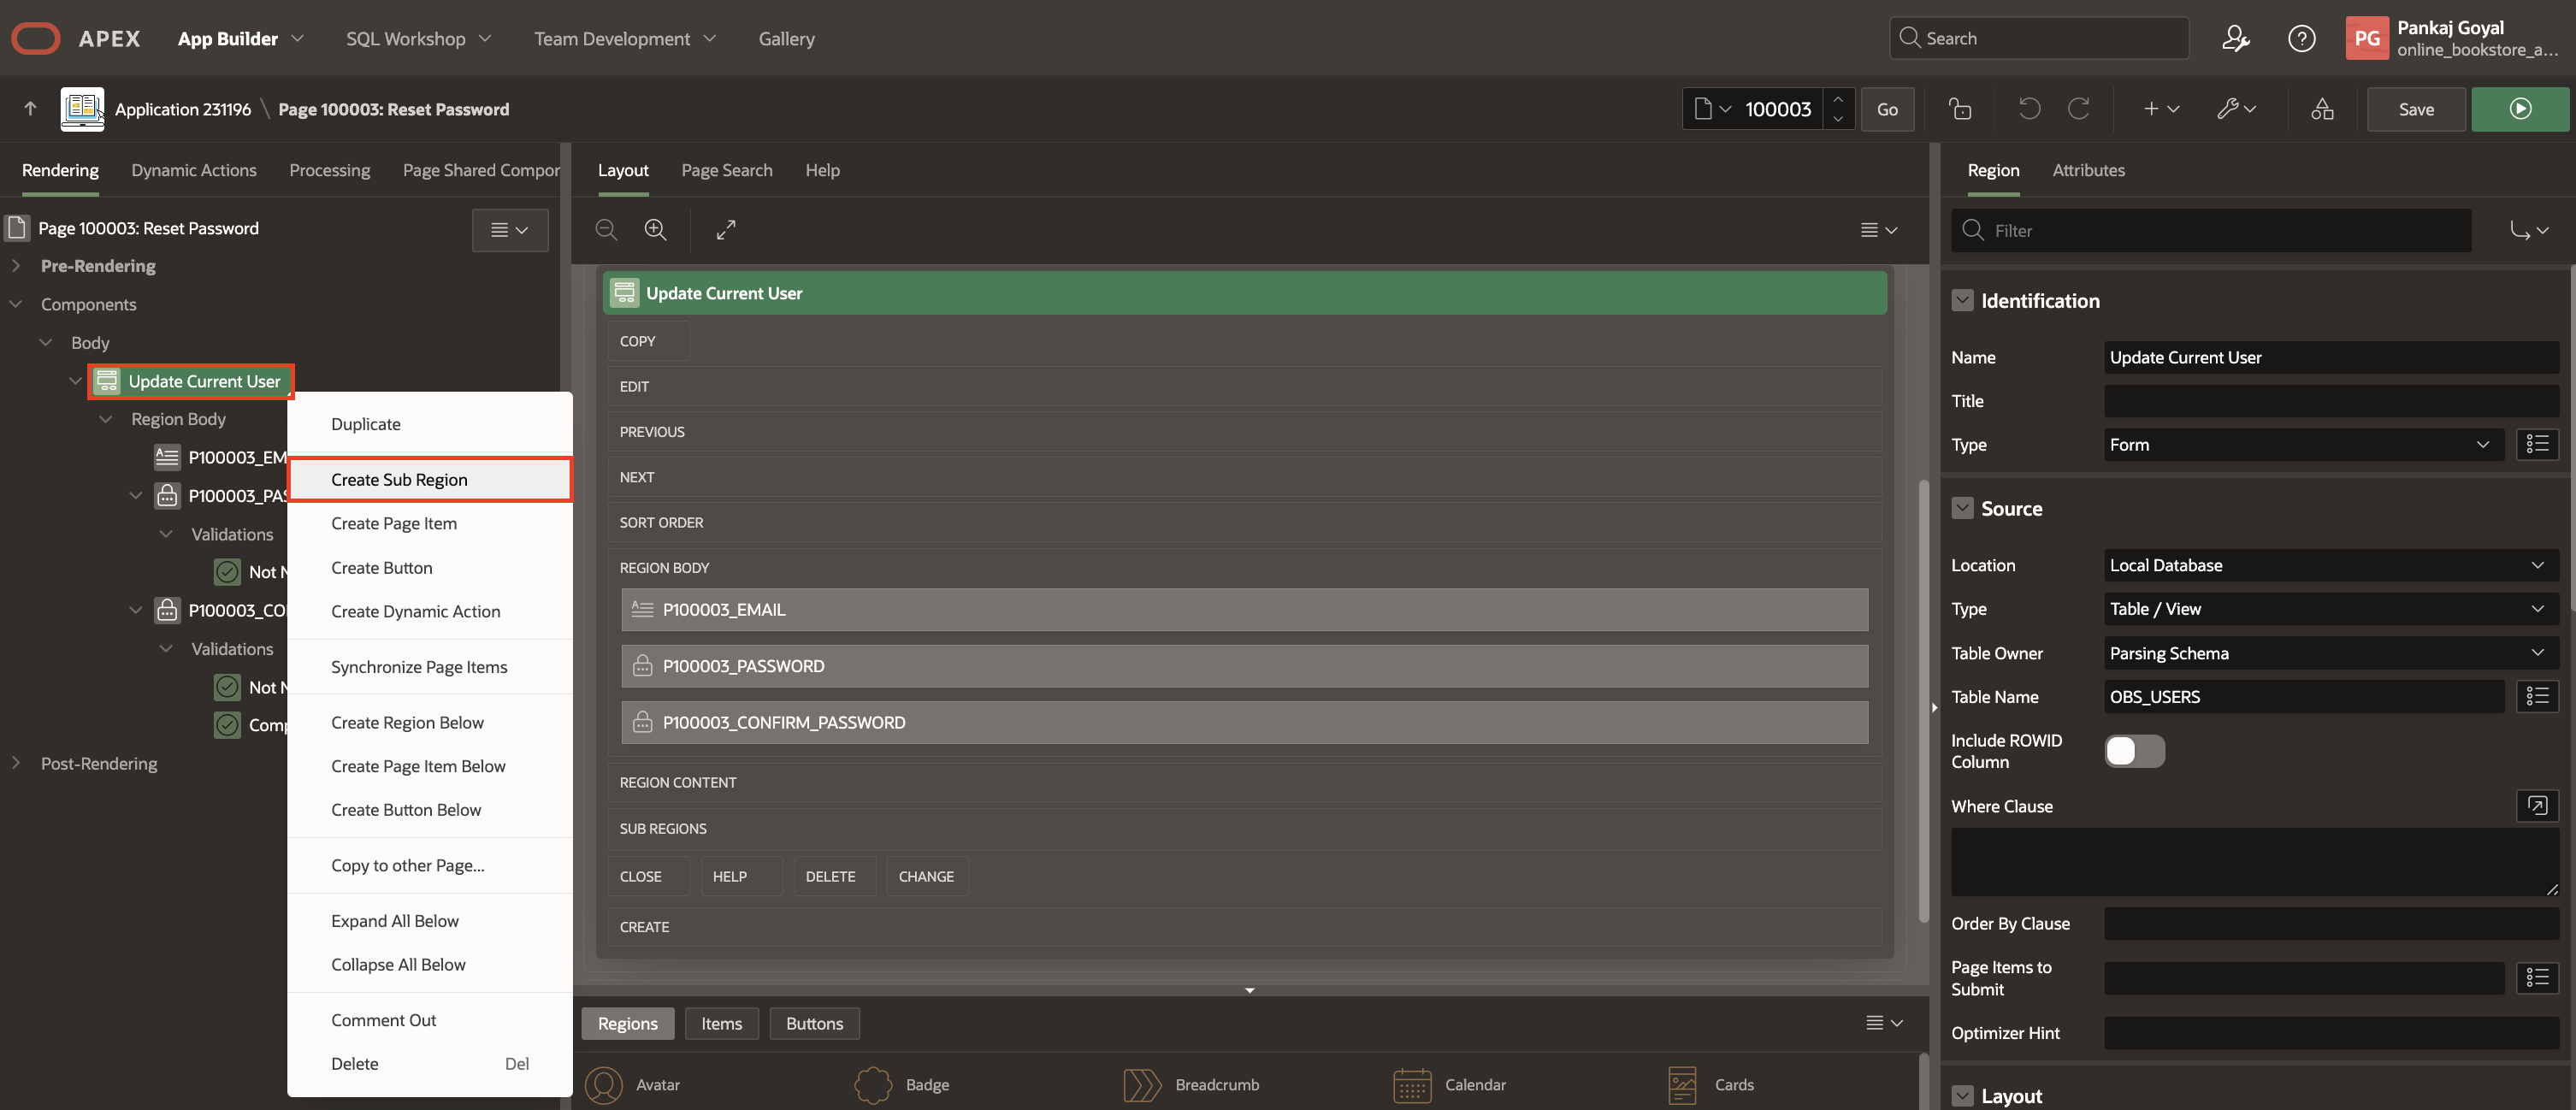 APEX App Builder SQL Workshop Team Development Gallery Search PG Pankaj Goyal
online_bookstore_a...
Application 231196 \ Page 100003: Reset Password 100003 Go Save
Rendering Dynamic Actions Processing Page Shared Compor
Page 100003: Reset Password
Pre-Rendering
Components
Body
Update Current User
Region Body
P100003_EM
P100003_PAS
Validations
Not N
P100003_CO
Validations
Not N
Comp
Post-Rendering
Duplicate
Create Sub Region
Create Page Item
Create Button
Create Dynamic Action
Synchronize Page Items
Create Region Below
Create Page Item Below
Create Button Below
Copy to other Page...
Expand All Below
Collapse All Below
Comment Out
Delete Del
Layout Page Search Help
Update Current User
COPY
EDIT
PREVIOUS
NEXT
SORT ORDER
REGION BODY
P100003_EMAIL
P100003_PASSWORD
P100003_CONFIRM_PASSWORD
REGION CONTENT
SUB REGIONS
CLOSE HELP DELETE CHANGE
CREATE
Regions Items Buttons
Avatar Badge Breadcrumb Calendar Cards
Region Attributes
Filter
Identification
Name Update Current User
Title
Type Form
Source
Location Local Database
Type Table / View
Table Owner Parsing Schema
Table Name OBS_USERS
Include ROWID
Column
Where Clause
Order By Clause
Page Items to
Submit
Optimizer Hint
Layout